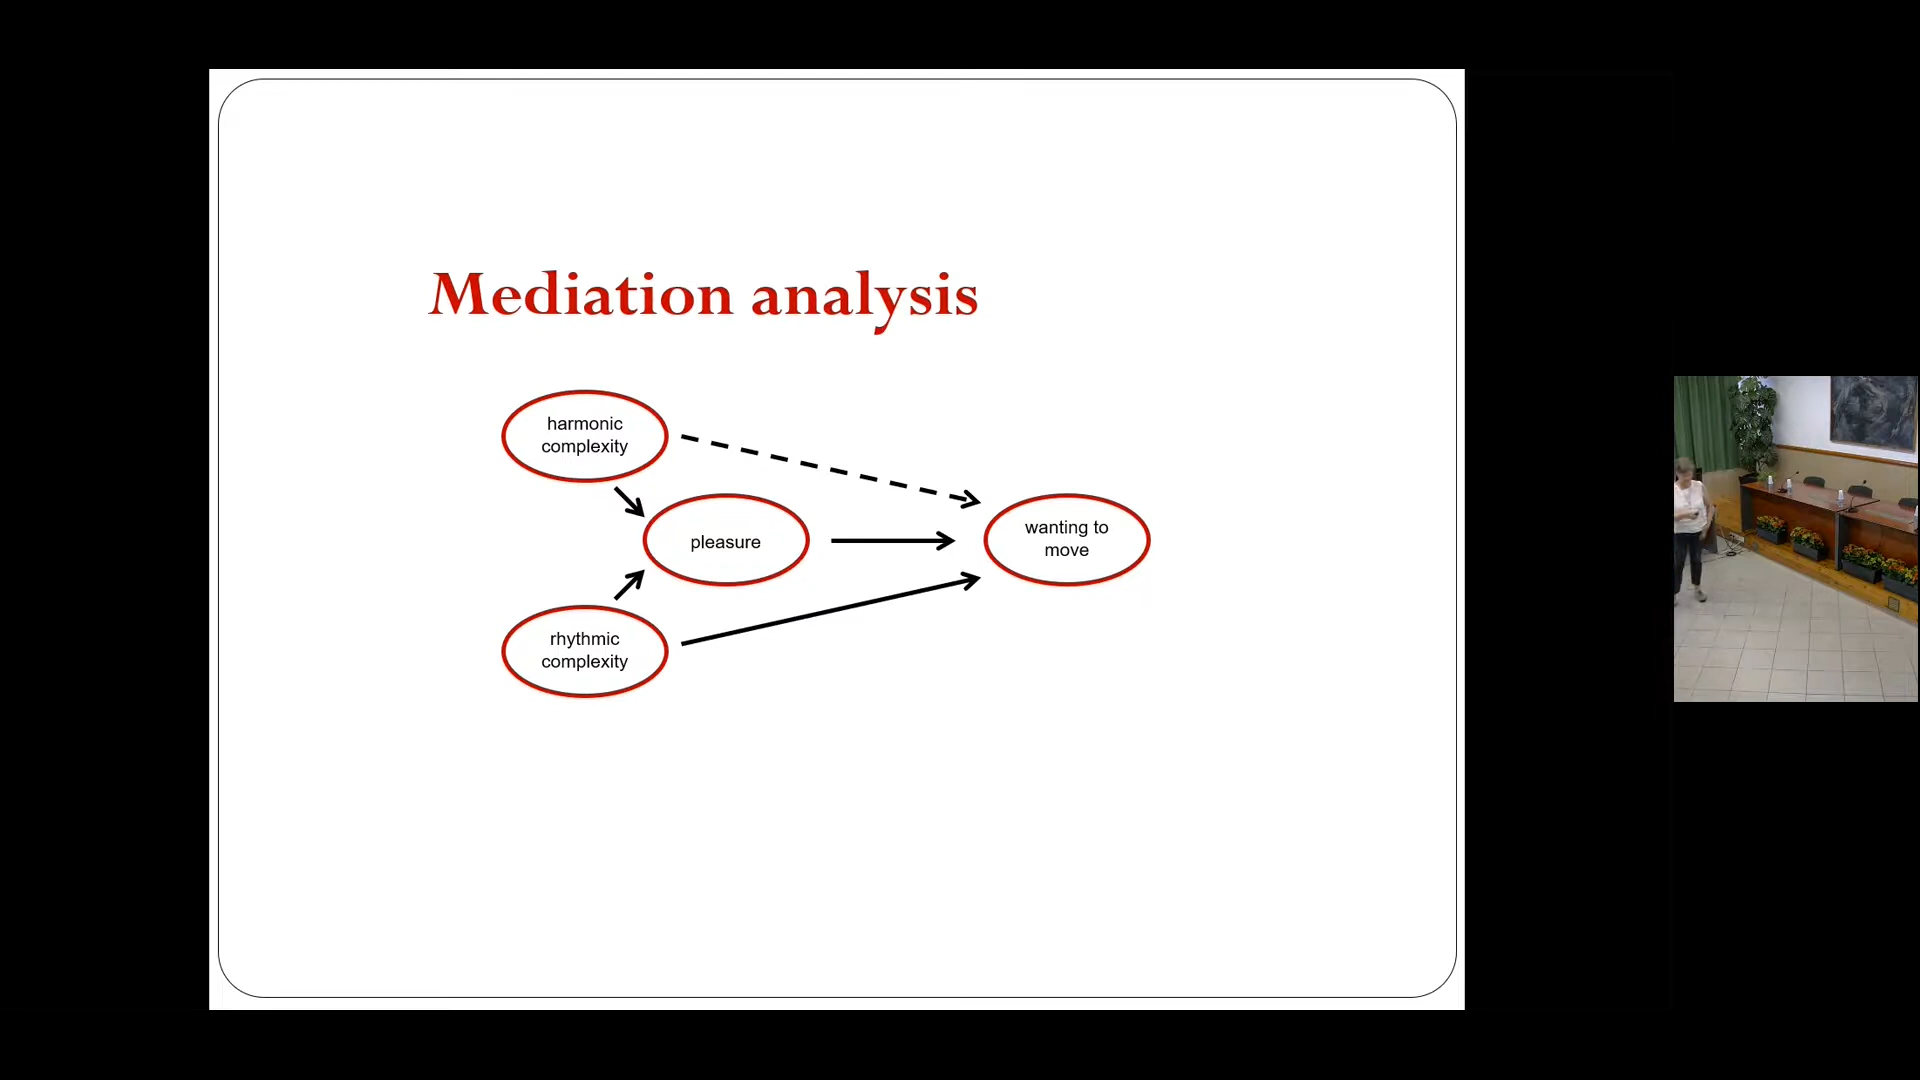 Mediation analysis
harmonic
complexity
pleasure
wanting to
move
rhythmic
complexity